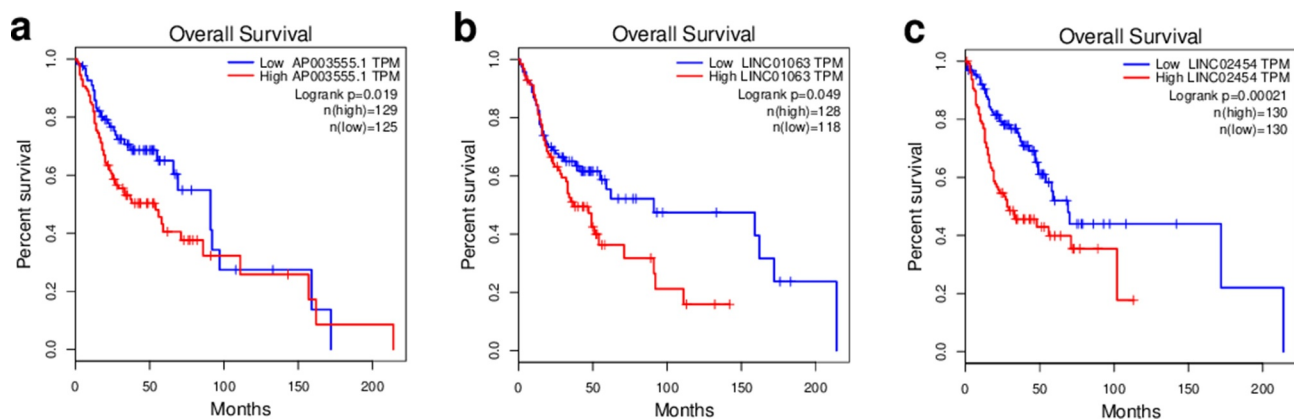 a
Overall Survival
Low AP003555.1 TPM
High AP003555.1 TPM
Logrank p=0.019
n(high)=129
n(low)=125
Percent survival
1.0
0.8
0.6
0.4
0.2
0.0
0 50 100 150 200
Months
b
Overall Survival
Low LINC01063 TPM
High LINC01063 TPM
Logrank p=0.049
n(high)=128
n(low)=118
Percent survival
1.0
0.8
0.6
0.4
0.2
0.0
0 50 100 150 200
Months
c
Overall Survival
Low LINC02454 TPM
High LINC02454 TPM
Logrank p=0.00021
n(high)=130
n(low)=130
Percent survival
1.0
0.8
0.6
0.4
0.2
0.0
0 50 100 150 200
Months